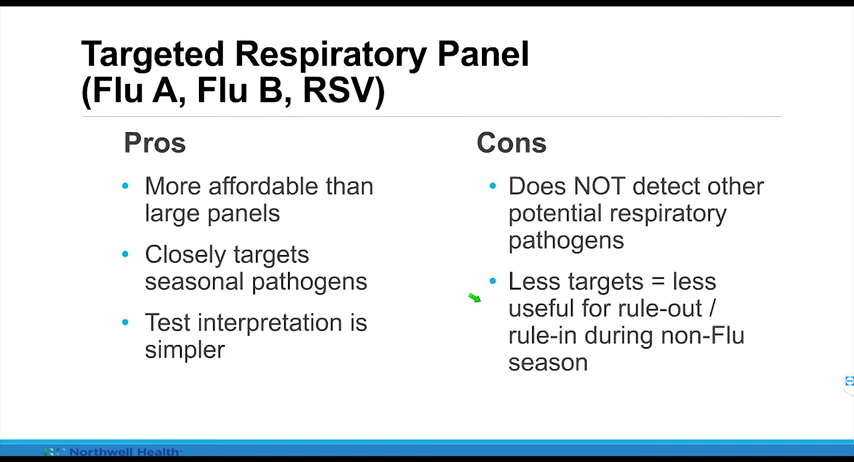 Targeted Respiratory Panel
(Flu A, Flu B, RSV)
Pros
• More affordable than
large panels
• Closely targets
seasonal pathogens
• Test interpretation is
simpler
Cons
• Does NOT detect other
potential respiratory
pathogens
• Less targets = less
useful for rule-out /
rule-in during non-Flu
season
Northwell Health